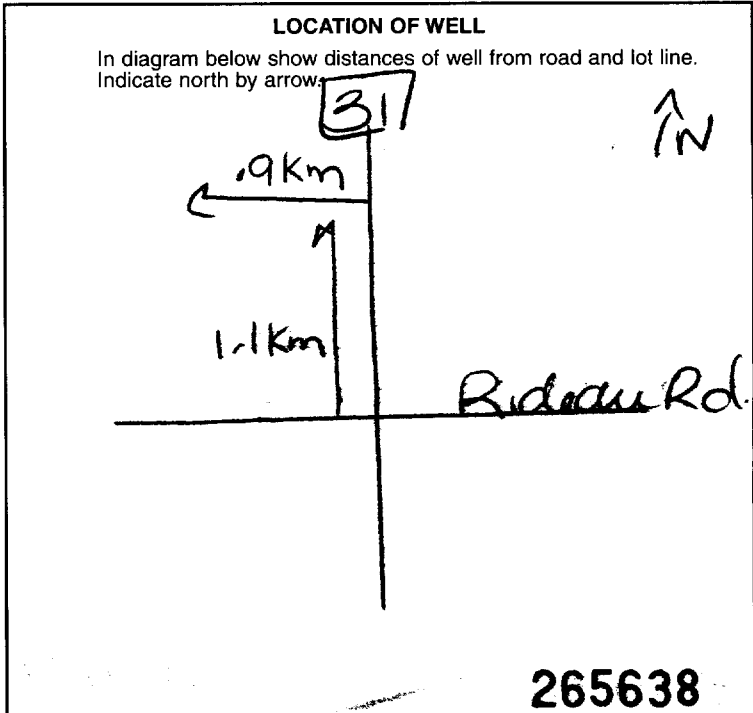 LOCATION OF WELL
In diagram below show distances of well from road and lot line.
Indicate north by arrow.
31
N
.9Km
1.1Km
Rideau Rd.
265638